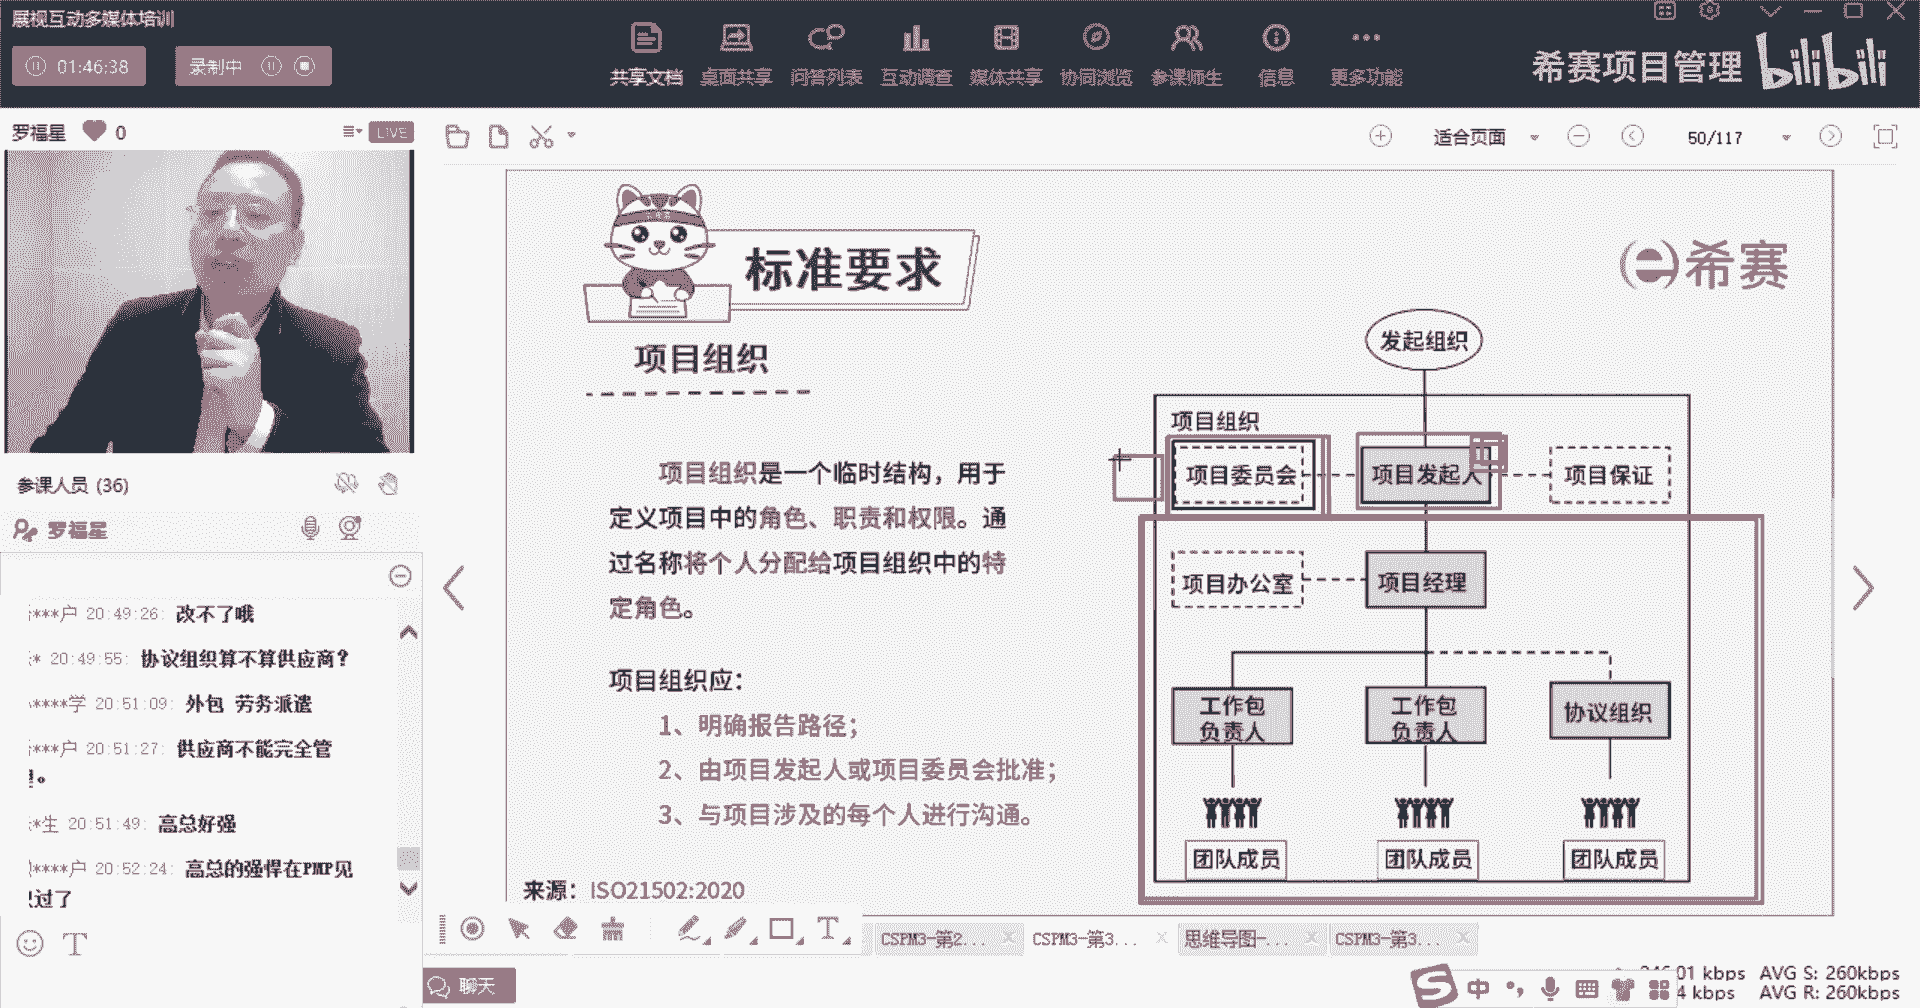 展视互动多媒体培训
01:46:38
录制中
共享文档
桌面共享
问答列表
互动调查
媒体共享
协同浏览
参课师生
信息
更多功能
希赛项目管理
bilibili
罗福星
0
LIVE
适合页面
50/117
标准要求
希赛
项目组织
项目组织是一个临时结构，用于
定义项目中的角色、职责和权限。通
过名称将个人分配给项目组织中的特
定角色。
项目组织应：
1、明确报告路径；
2、由项目发起人或项目委员会批准；
3、与项目涉及的每个人进行沟通。
来源：ISO21502:2020
发起组织
项目组织
项目委员会
项目发起人
项目保证
项目办公室
项目经理
工作包
负责人
工作包
负责人
协议组织
团队成员
团队成员
团队成员
参课人员 (36)
罗福星
***户 20:49:26: 改不了哦
* 20:49:55: 协议组织算不算供应商？
****学 20:51:09: 外包 劳务派遣
***户 20:51:27: 供应商不能完全管
。
*生 20:51:49: 高总好强
****户 20:52:24: 高总的强悍在PMP见
过了
T
聊天
T
CSPM3-第2...
CSPM3-第3...
思维导图-...
CSPM3-第3...
中
01 kbps AVG S: 260kbps
4 kbps AVG R: 260kbps